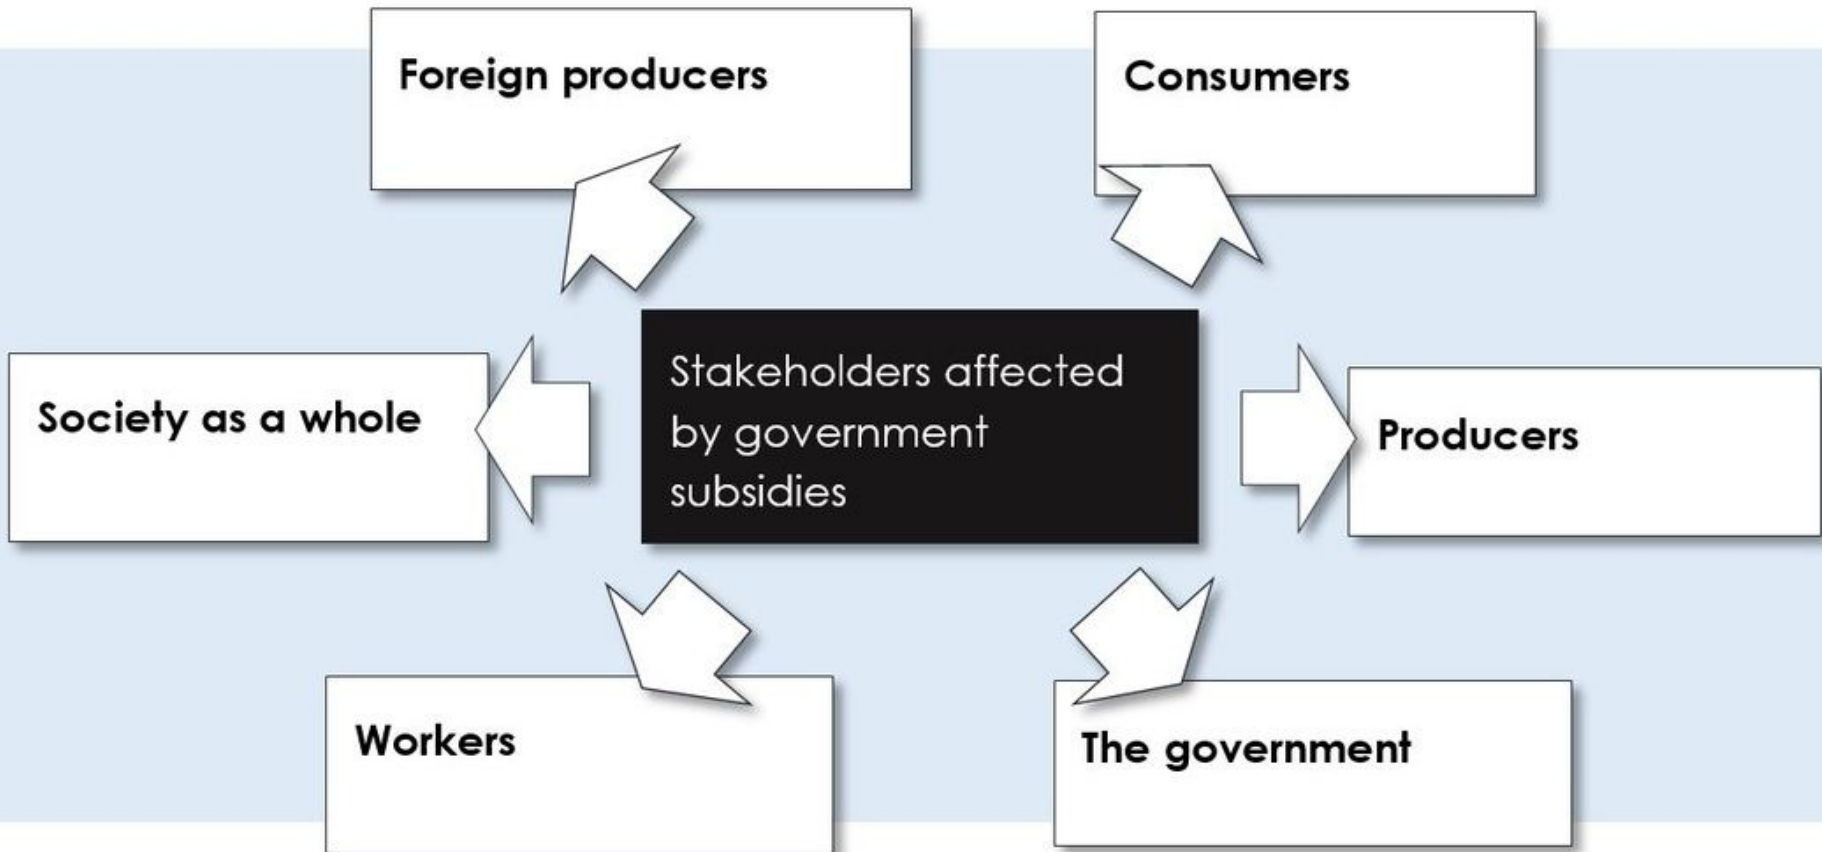 Foreign producers
Consumers
Society as a whole
Stakeholders affected
by government
subsidies
Producers
Workers
The government